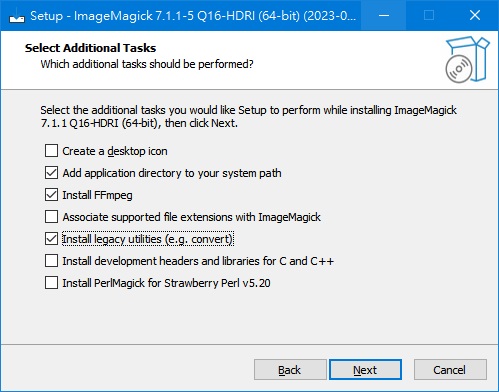 Setup - ImageMagick 7.1.1-5 Q16-HDRI (64-bit) (2023-0...
Select Additional Tasks
Which additional tasks should be performed?
Select the additional tasks you would like Setup to perform while installing ImageMagick
7.1.1 Q16-HDRI (64-bit), then click Next.
Create a desktop icon
Add application directory to your system path
Install FFmpeg
Associate supported file extensions with ImageMagick
Install legacy utilities (e.g. convert)
Install development headers and libraries for C and C++
Install PerlMagick for Strawberry Perl v5.20
Back Next Cancel